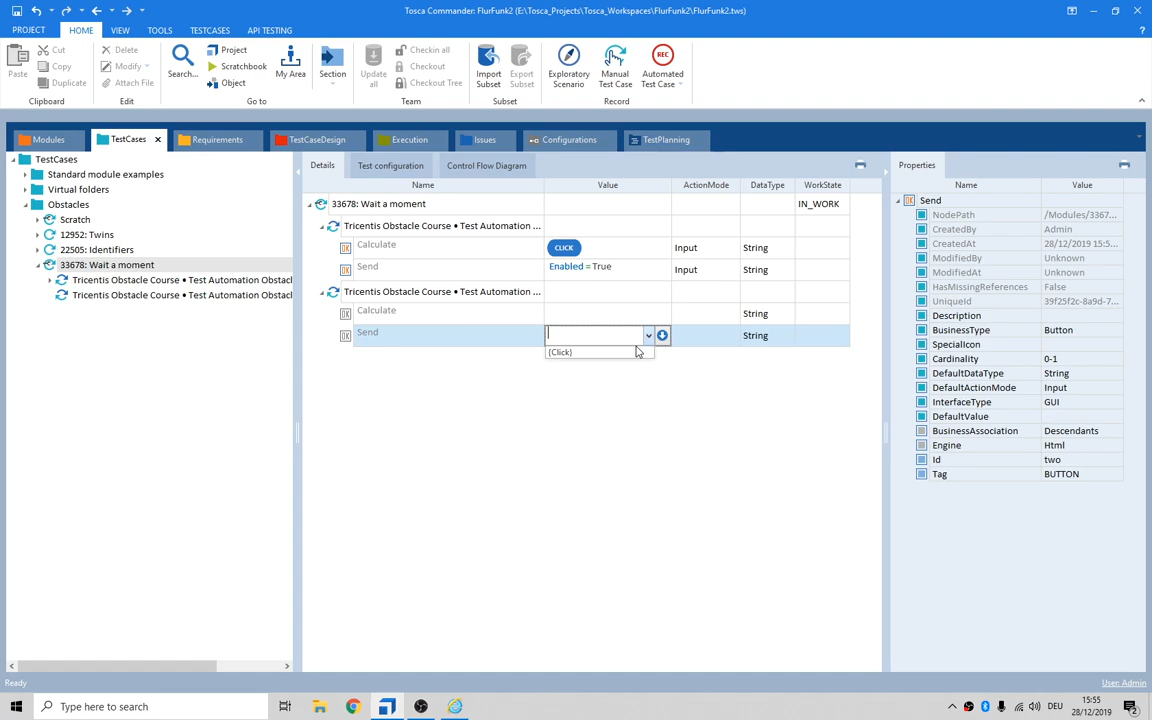 Tosca Commander: FlurFunk2 (E:\Tosca_Projects\Tosca_Workspaces\FlurFunk2\FlurFunk2.tws)
PROJECT HOME VIEW TOOLS TESTCASES API TESTING
Paste
Cut
Copy
Duplicate
Clipboard
Delete
Modify
Attach File
Edit
Search...
Project
Scratchbook
Object
My Area
Section
Go to
Update all
Checkin all
Checkout
Checkout Tree
Team
Import Subset
Export Subset
Subset
Exploratory Scenario
Manual Test Case
REC
Automated Test Case
Record
Modules TestCases Requirements TestCaseDesign Execution Issues Configurations TestPlanning
TestCases
Standard module examples
Virtual folders
Obstacles
Scratch
12952: Twins
22505: Identifiers
33678: Wait a moment
Tricentis Obstacle Course • Test Automation Obstacl
Tricentis Obstacle Course • Test Automation Obstacl
Details Test configuration Control Flow Diagram
Name Value ActionMode DataType WorkState
33678: Wait a moment IN_WORK
Tricentis Obstacle Course • Test Automation ...
Calculate CLICK Input String
Send Enabled = True Input String
Tricentis Obstacle Course • Test Automation ...
Calculate String
Send String
{Click}
Properties
Name Value
Send
NodePath /Modules/3367...
CreatedBy Admin
CreatedAt 28/12/2019 15:5...
ModifiedBy Unknown
ModifiedAt Unknown
HasMissingReferences False
UniqueId 39f25f2c-8a9d-7...
Description
BusinessType Button
SpecialIcon
Cardinality 0-1
DefaultDataType String
DefaultActionMode Input
InterfaceType GUI
DefaultValue
BusinessAssociation Descendants
Engine Html
Id two
Tag BUTTON
Ready User: Admin
Type here to search
DEU
15:55
28/12/2019
2